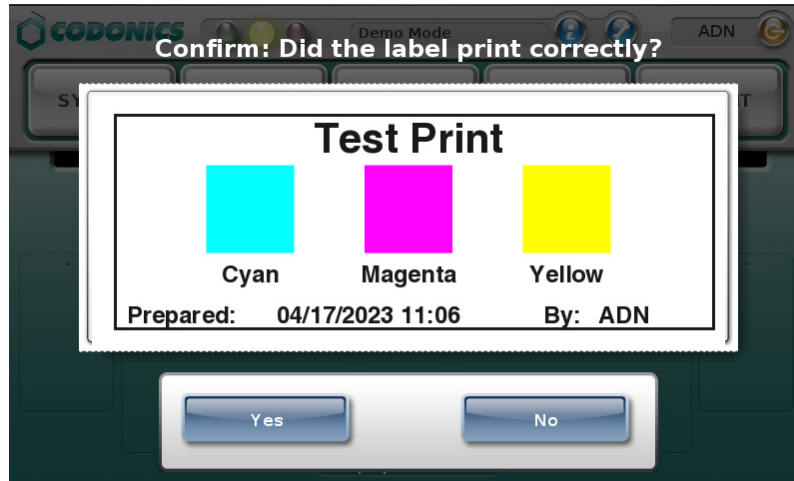 CODONICS
Demo Mode
ADN
Confirm: Did the label print correctly?
SY
T
Test Print
Cyan Magenta Yellow
Prepared: 04/17/2023 11:06 By: ADN
Yes No